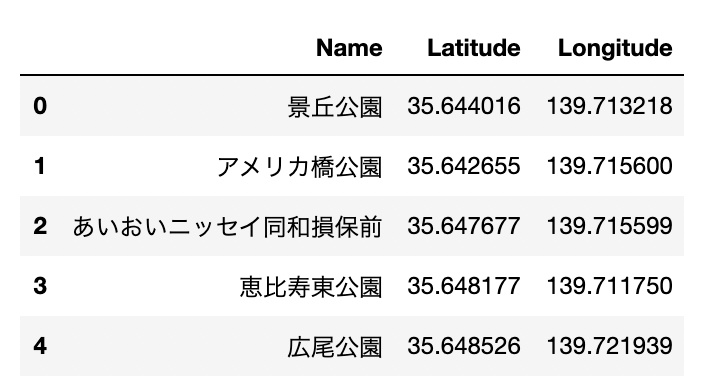 Name Latitude Longitude
0 景丘公園 35.644016 139.713218
1 アメリカ橋公園 35.642655 139.715600
2 あいおいニッセイ同和損保前 35.647677 139.715599
3 恵比寿東公園 35.648177 139.711750
4 広尾公園 35.648526 139.721939